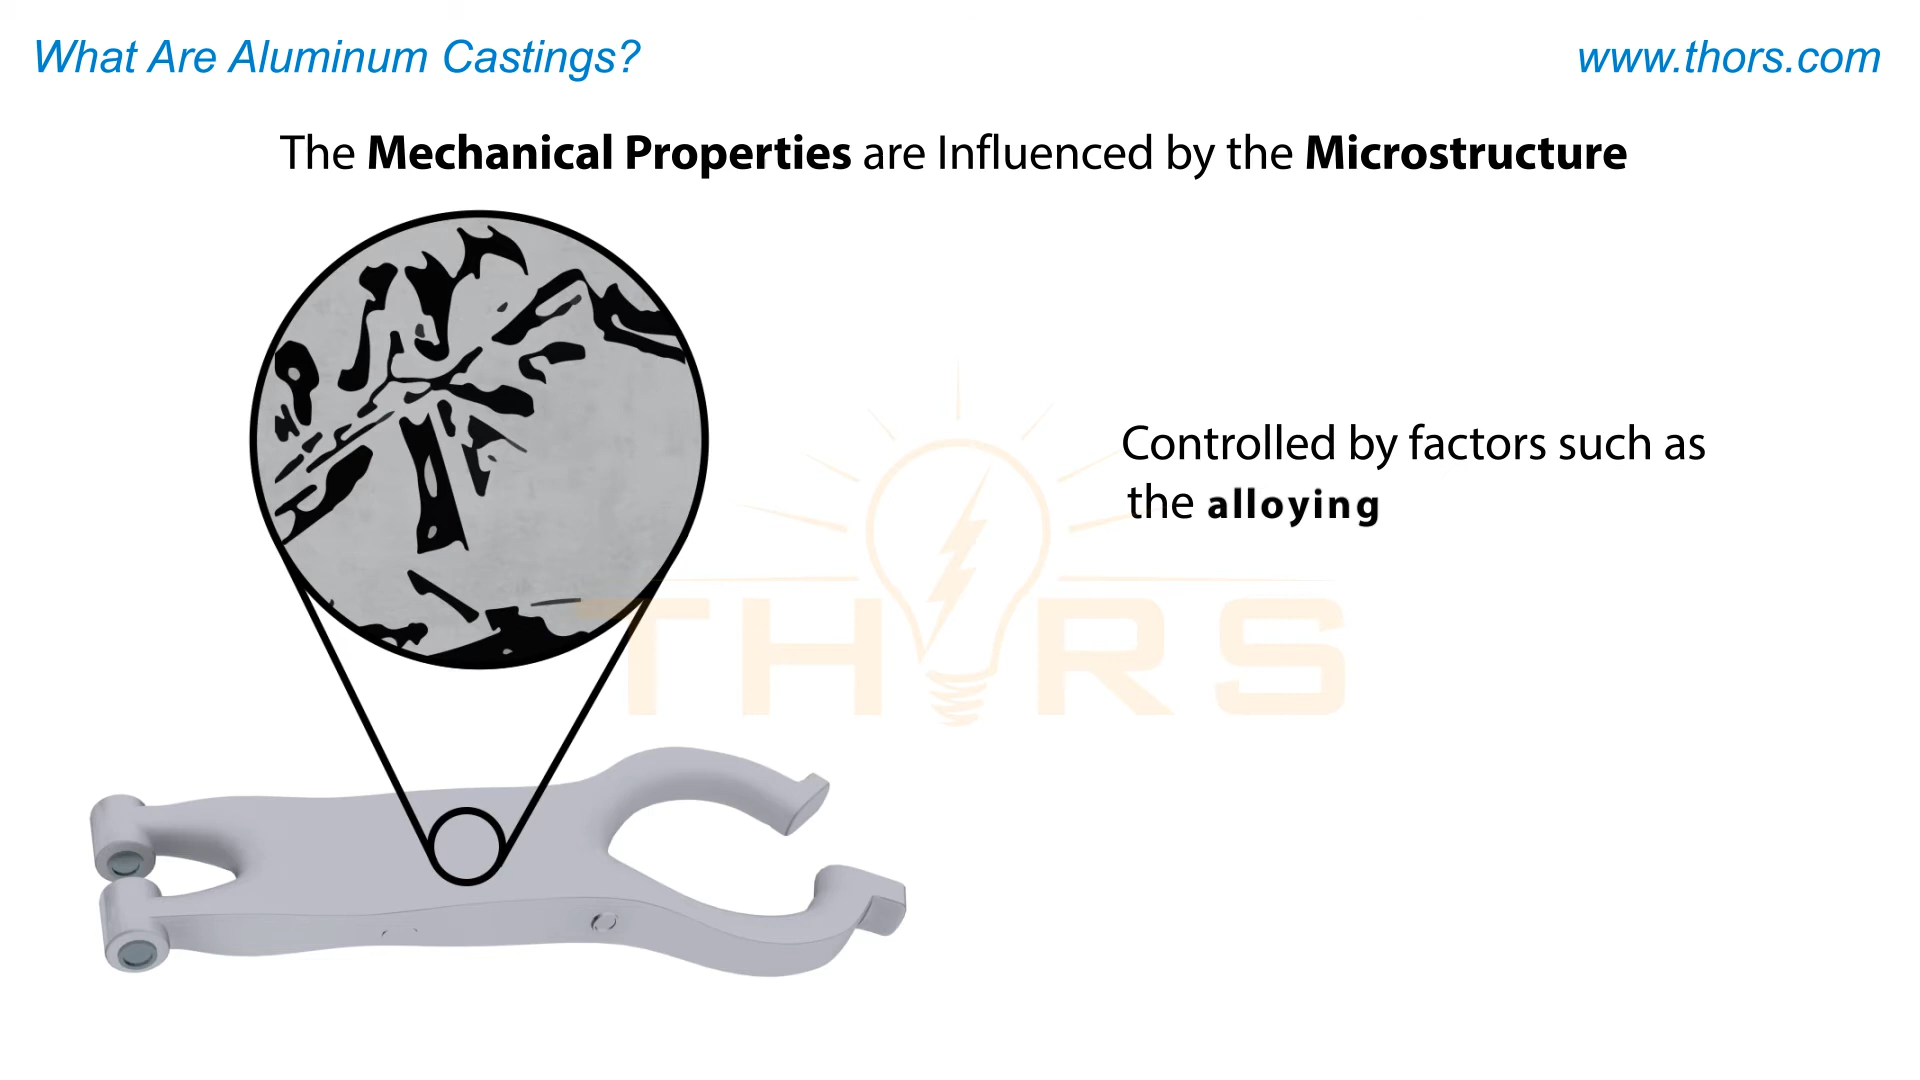 What Are Aluminum Castings?
www.thors.com
The Mechanical Properties are Influenced by the Microstructure
Controlled by factors such as
the alloying
THORS